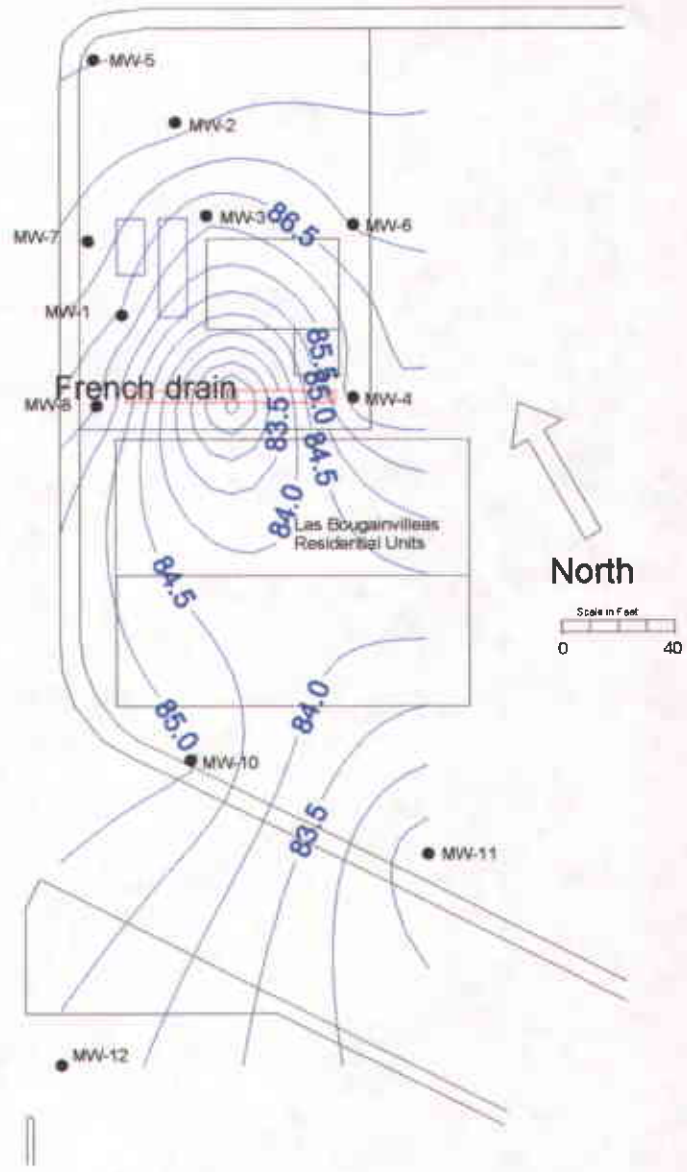 MW-5
MW-2
MW-3
86.5
MW-6
MW-7
MW-1
85.5
French drain
85.0
MW-4
MW-8
83.5
84.5
84.0
Las Bougainvilleas
Residential Units
84.5
North
Scale in Feet
0 40
84.0
85.0
MW-10
83.5
MW-11
MW-12